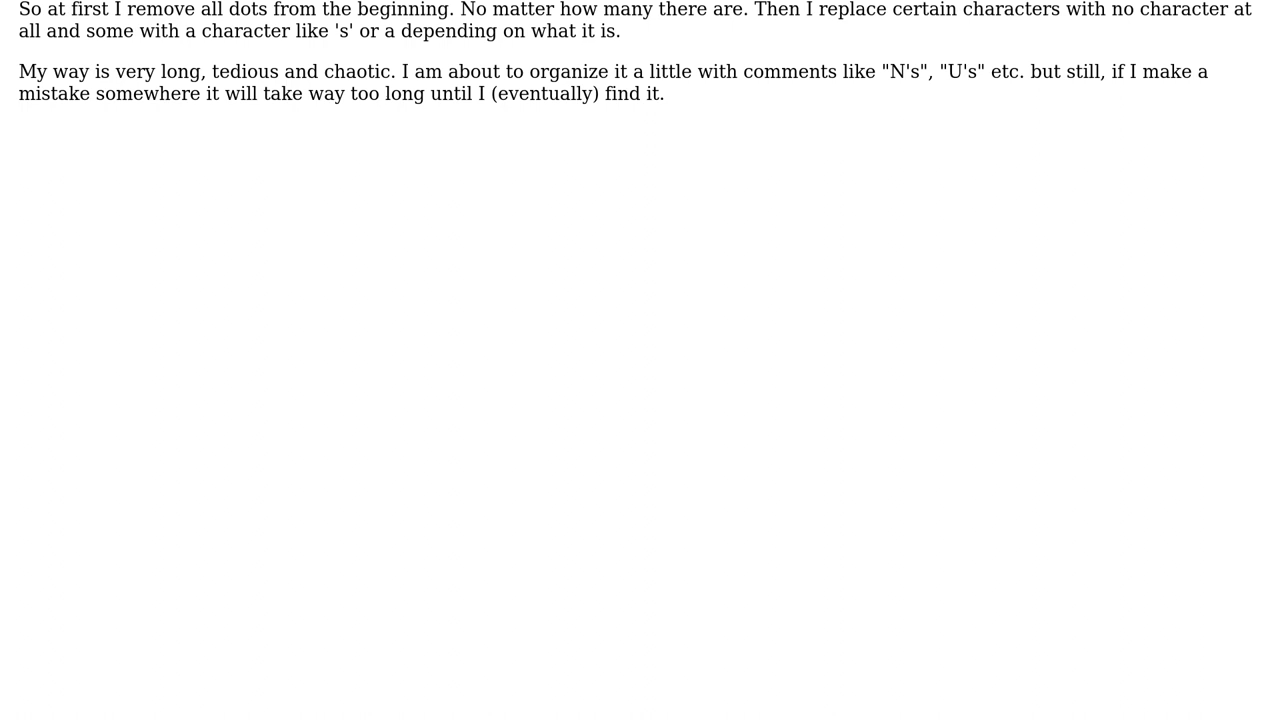 So at first I remove all dots from the beginning. No matter how many there are. Then I replace certain characters with no character at
all and some with a character like 's' or a depending on what it is.
My way is very long, tedious and chaotic. I am about to organize it a little with comments like "N's", "U's" etc. but still, if I make a
mistake somewhere it will take way too long until I (eventually) find it.